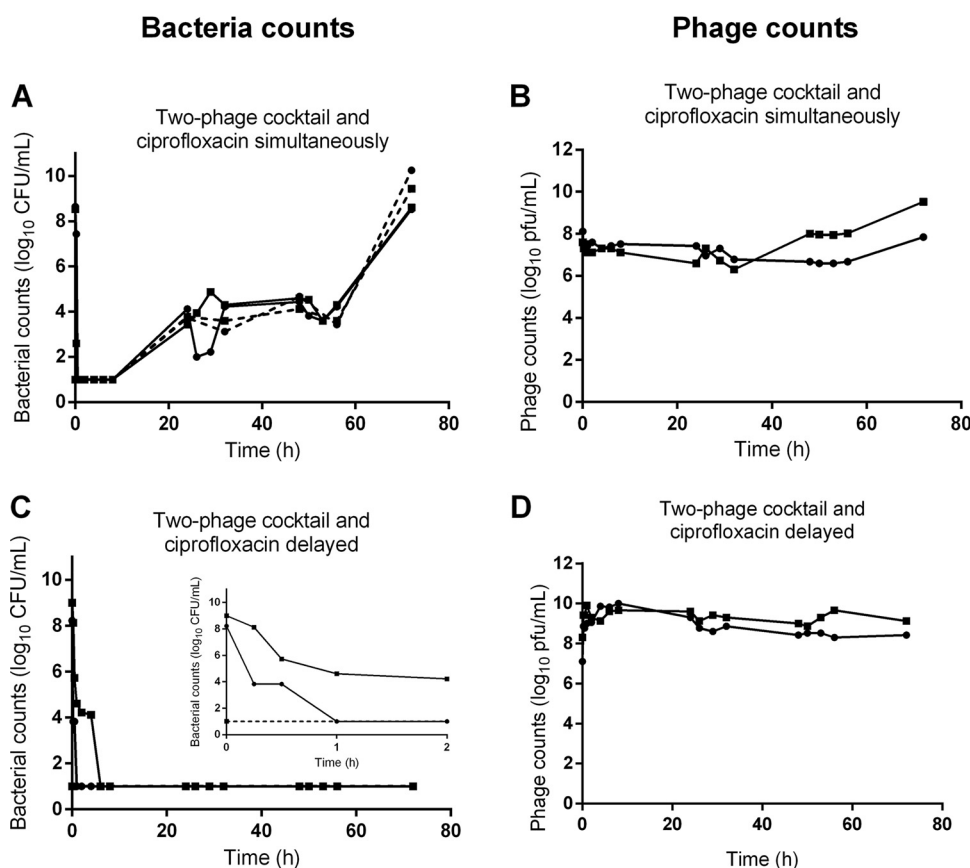 Bacteria counts
Phage counts
A
Two-phage cocktail and
ciprofloxacin simultaneously
Bacterial counts (log10 CFU/mL)
10
8
6
4
2
0
0
20
40
60
80
Time (h)
B
Two-phage cocktail and
ciprofloxacin simultaneously
Phage counts (log10 pfu/mL)
12
10
8
6
4
2
0
0
20
40
60
80
Time (h)
C
Two-phage cocktail and
ciprofloxacin delayed
Bacterial counts (log10 CFU/mL)
10
8
6
4
2
0
0
20
40
60
80
Time (h)
Bacterial counts (log10 CFU/mL)
10
8
6
4
2
0
0
1
2
Time (h)
D
Two-phage cocktail and
ciprofloxacin delayed
Phage counts (log10 pfu/mL)
12
10
8
6
4
2
0
0
20
40
60
80
Time (h)